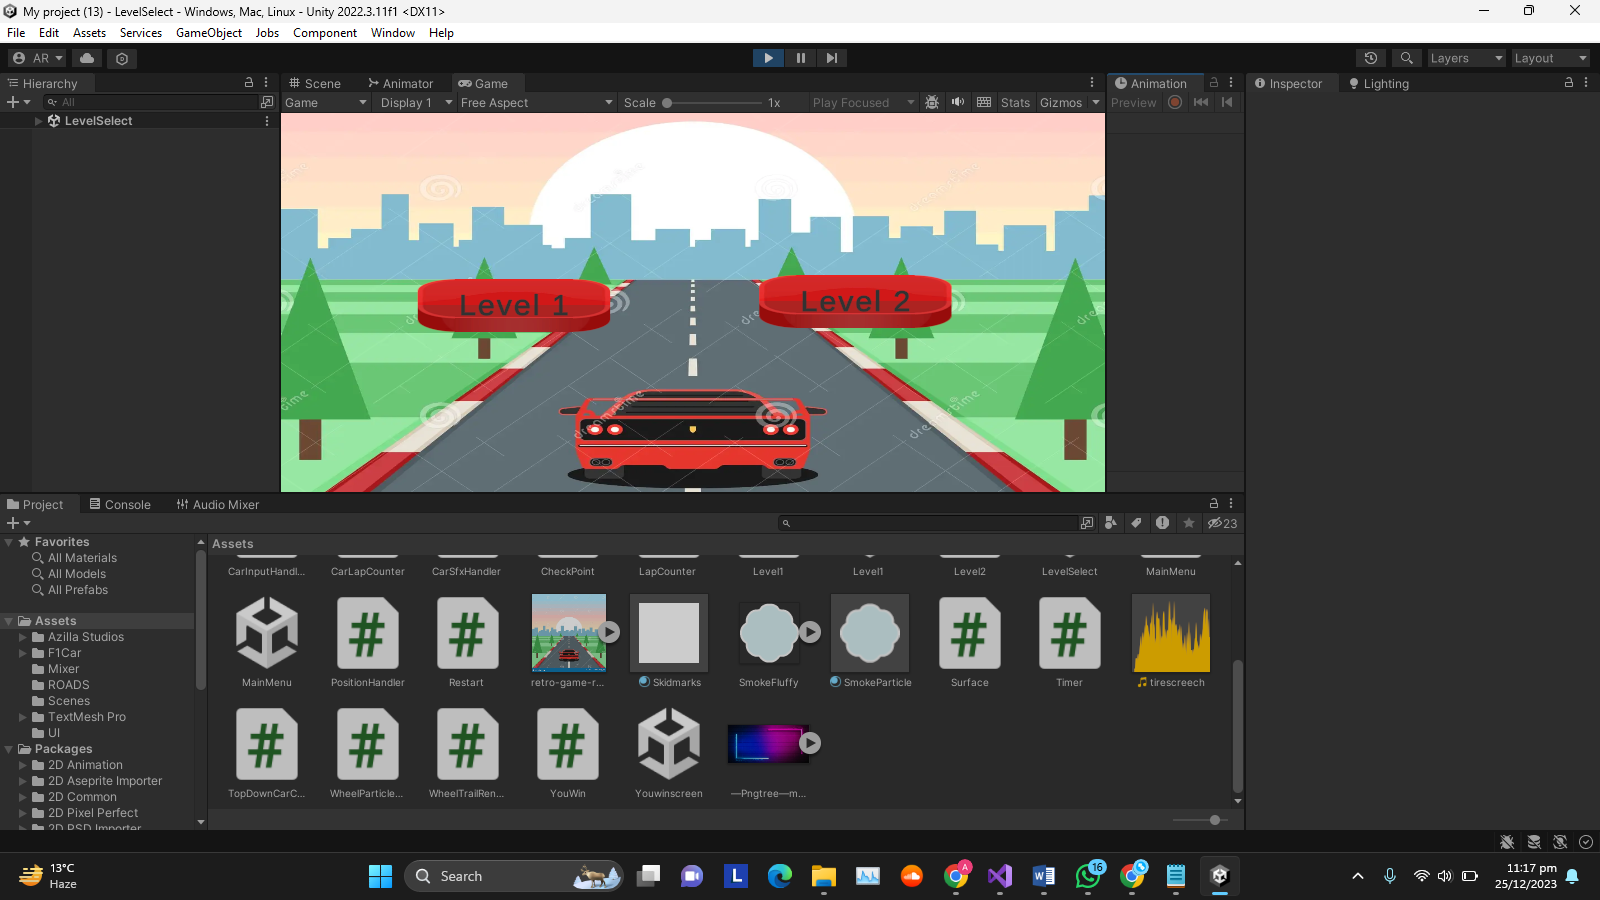 My project (13) - LevelSelect - Windows, Mac, Linux - Unity 2022.3.11f1 <DX11>
File Edit Assets Services GameObject Jobs Component Window Help
AR Layers Layout
Hierarchy Scene Animator Game Animation Inspector Lighting
All Game Display 1 Free Aspect Scale 1x Play Focused Stats Gizmos Preview
LevelSelect
Level 1 Level 2
dreamstime
Project Console Audio Mixer
23
Favorites
All Materials
All Models
All Prefabs
Assets
Azilla Studios
F1Car
Mixer
ROADS
Scenes
TextMesh Pro
UI
Packages
2D Animation
2D Aseprite Importer
2D Common
2D Pixel Perfect
2D PSD Importer
Assets
CarInputHandl... CarLapCounter CarSfxHandler CheckPoint LapCounter Level1 Level1 Level2 LevelSelect MainMenu
MainMenu PositionHandler Restart retro-game-r... Skidmarks SmokeFluffy SmokeParticle Surface Timer tirescreech
TopDownCarC... WheelParticle... WheelTrailRen... YouWin Youwinscreen —Pngtree—m...
13°C
Haze
Search
L
A
W
16
11:17 pm
25/12/2023